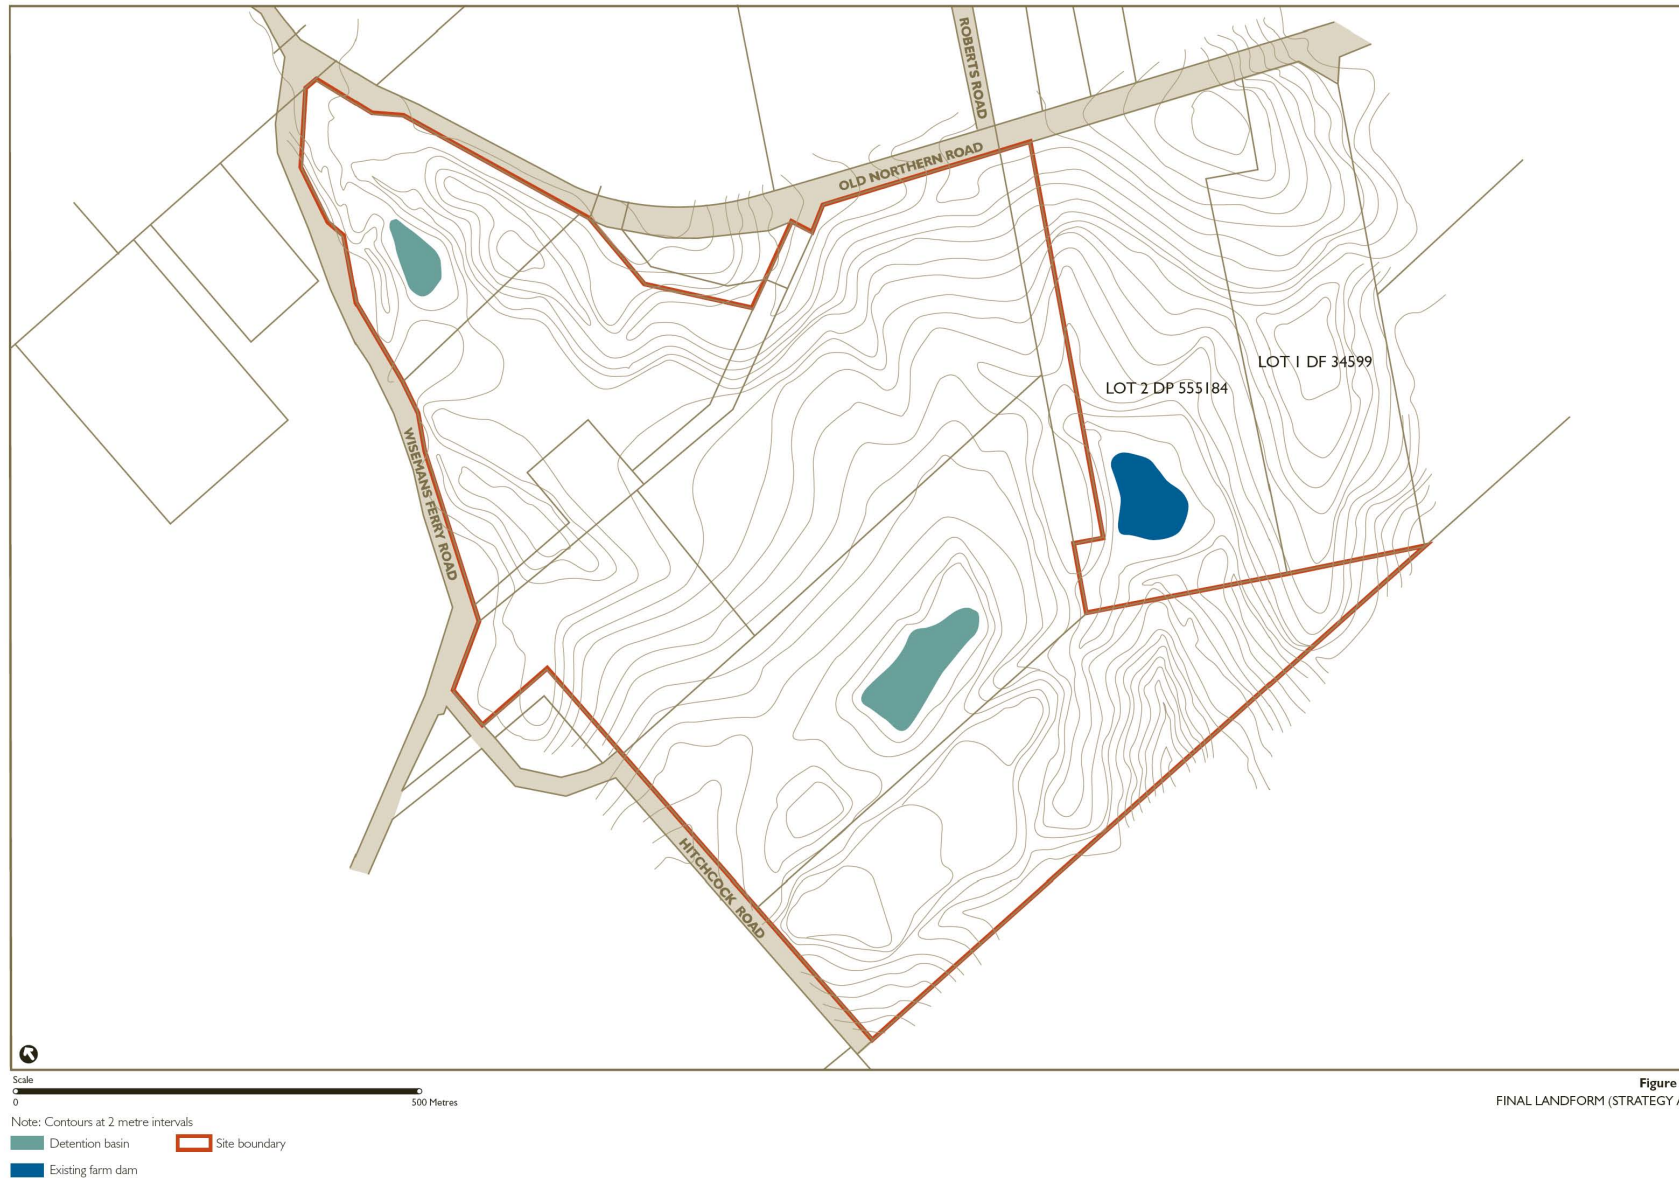 ROBERTS ROAD
OLD NORTHERN ROAD
LOT 1 DF 34599
LOT 2 DP 555184
WISEMANS FERRY ROAD
HITCHCOCK ROAD
Scale
0 500 Metres
Figure
FINAL LANDFORM (STRATEGY A
Note: Contours at 2 metre intervals
Detention basin
Site boundary
Existing farm dam